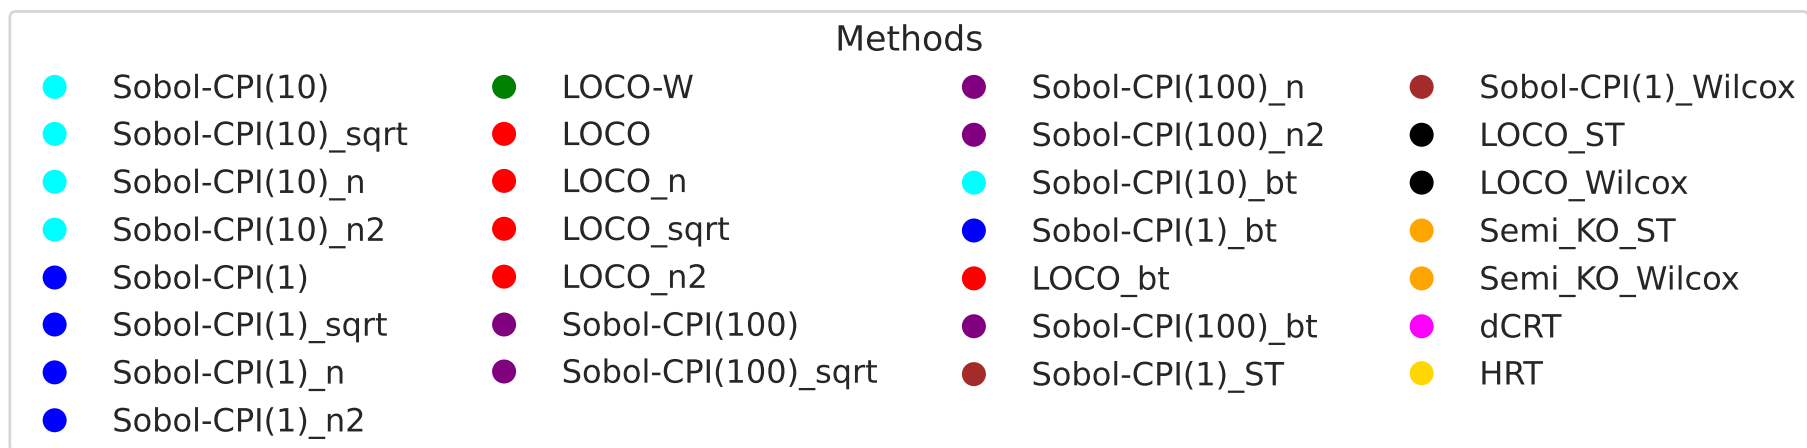 Methods
Sobol-CPI(10)
Sobol-CPI(10)_sqrt
Sobol-CPI(10)_n
Sobol-CPI(10)_n2
Sobol-CPI(1)
Sobol-CPI(1)_sqrt
Sobol-CPI(1)_n
Sobol-CPI(1)_n2
LOCO-W
LOCO
LOCO_n
LOCO_sqrt
LOCO_n2
Sobol-CPI(100)
Sobol-CPI(100)_sqrt
Sobol-CPI(100)_n
Sobol-CPI(100)_n2
Sobol-CPI(10)_bt
Sobol-CPI(1)_bt
LOCO_bt
Sobol-CPI(100)_bt
Sobol-CPI(1)_ST
Sobol-CPI(1)_Wilcox
LOCO_ST
LOCO_Wilcox
Semi_KO_ST
Semi_KO_Wilcox
dCRT
HRT